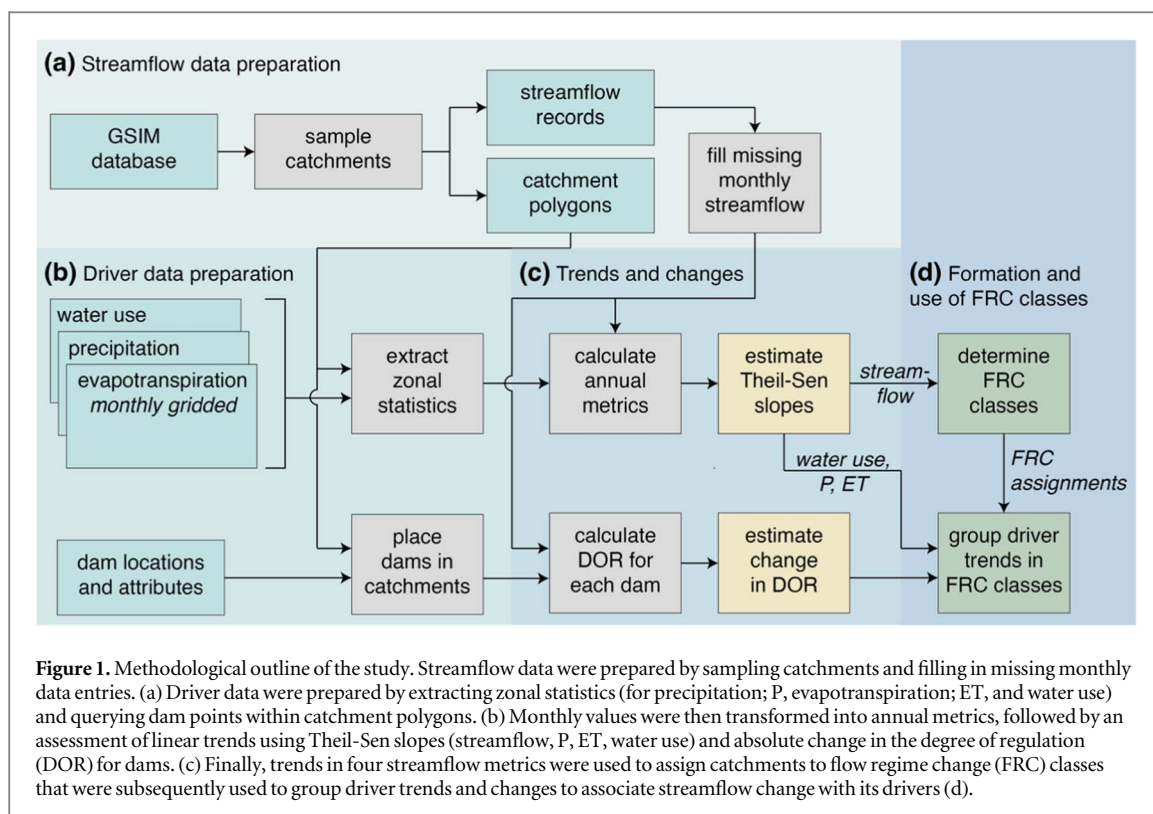 (a) Streamflow data preparation
GSIM
database
sample
catchments
streamflow
records
catchment
polygons
fill missing
monthly
streamflow
(b) Driver data preparation
water use
precipitation
evapotranspiration
monthly gridded
extract
zonal
statistics
dam locations
and attributes
place
dams in
catchments
(c) Trends and changes
calculate
annual
metrics
estimate
Theil-Sen
slopes
stream-
flow
water use,
P, ET
calculate
DOR for
each dam
estimate
change
in DOR
(d) Formation and
use of FRC classes
determine
FRC
classes
FRC
assignments
group driver
trends in
FRC classes
Figure 1. Methodological outline of the study. Streamflow data were prepared by sampling catchments and filling in missing monthly
data entries. (a) Driver data were prepared by extracting zonal statistics (for precipitation; P, evapotranspiration; ET, and water use)
and querying dam points within catchment polygons. (b) Monthly values were then transformed into annual metrics, followed by an
assessment of linear trends using Theil-Sen slopes (streamflow, P, ET, water use) and absolute change in the degree of regulation
(DOR) for dams. (c) Finally, trends in four streamflow metrics were used to assign catchments to flow regime change (FRC) classes
that were subsequently used to group driver trends and changes to associate streamflow change with its drivers (d).